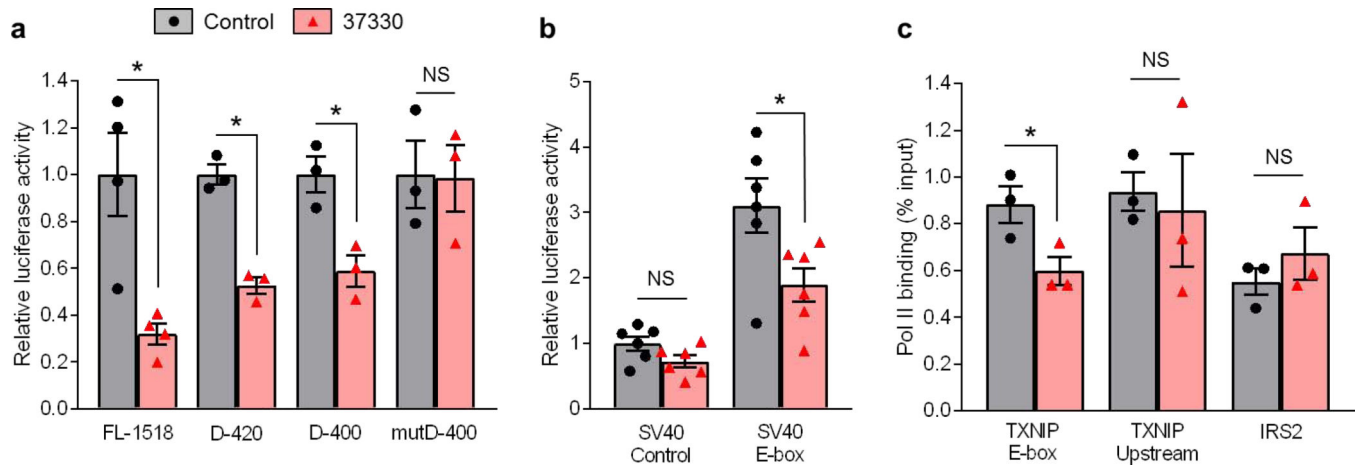 a
Control
37330
Relative luciferase activity
1.4
1.2
1.0
0.8
0.6
0.4
0.2
0.0
*
*
*
NS
FL-1518
D-420
D-400
mutD-400
b
Relative luciferase activity
5
4
3
2
1
0
NS
*
SV40
Control
SV40
E-box
c
Pol II binding (% input)
1.4
1.2
1.0
0.8
0.6
0.4
0.2
0.0
*
NS
NS
TXNIP
E-box
TXNIP
Upstream
IRS2